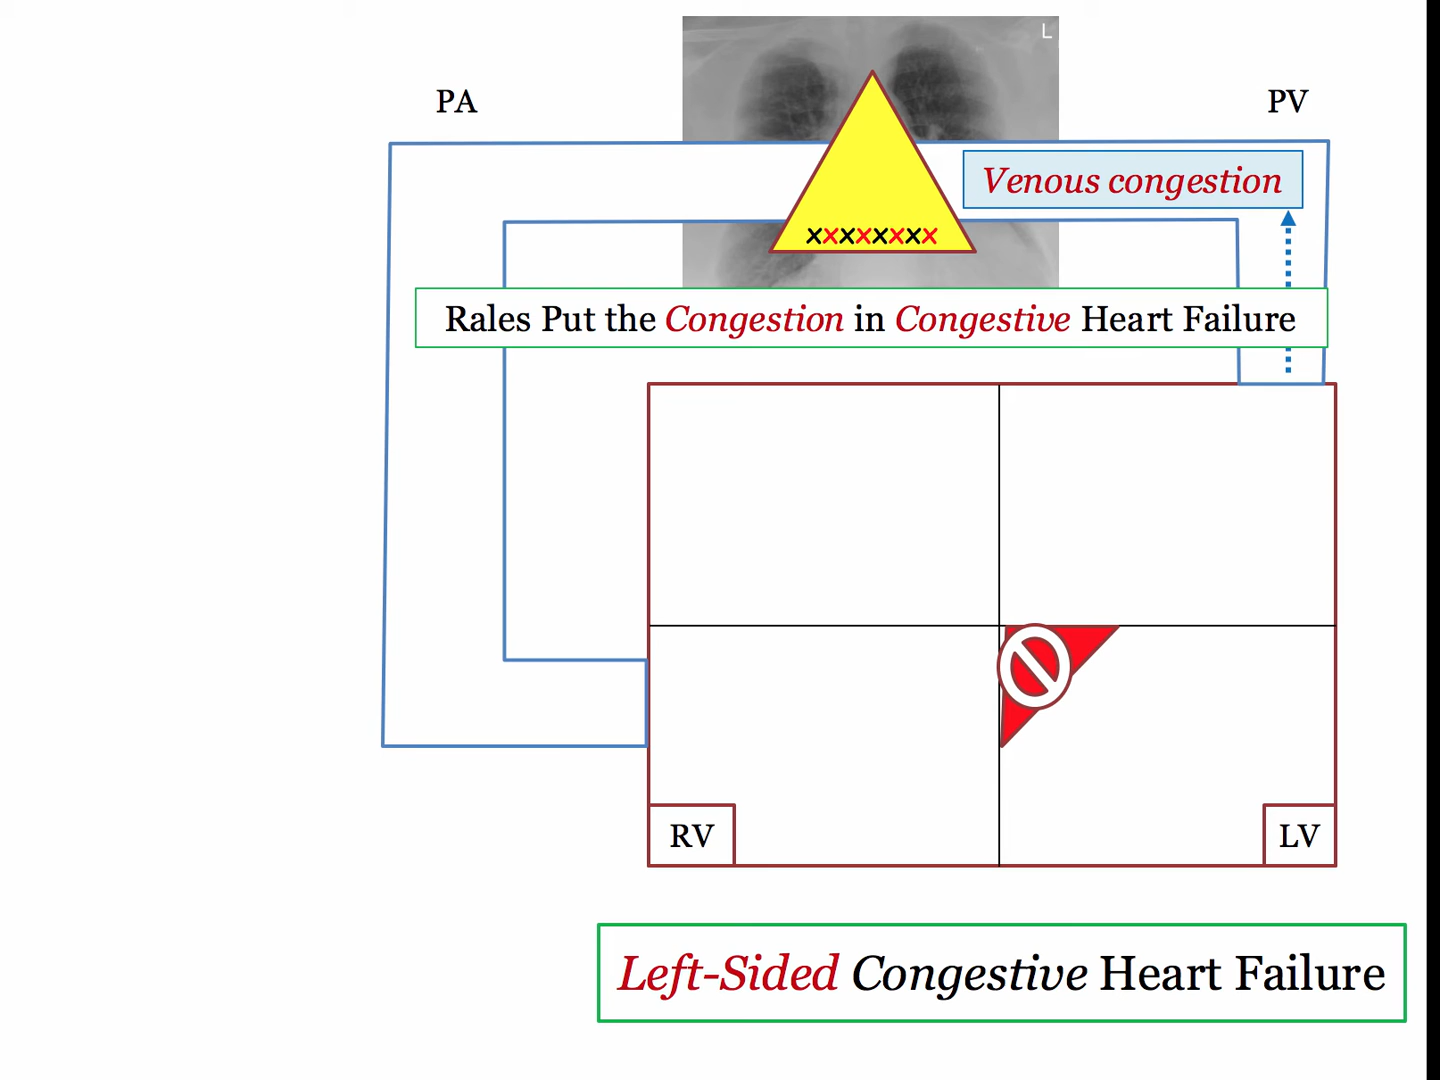 L
PA
PV
Venous congestion
xxxxxxxx
Rales Put the Congestion in Congestive Heart Failure
RV
LV
Left-Sided Congestive Heart Failure